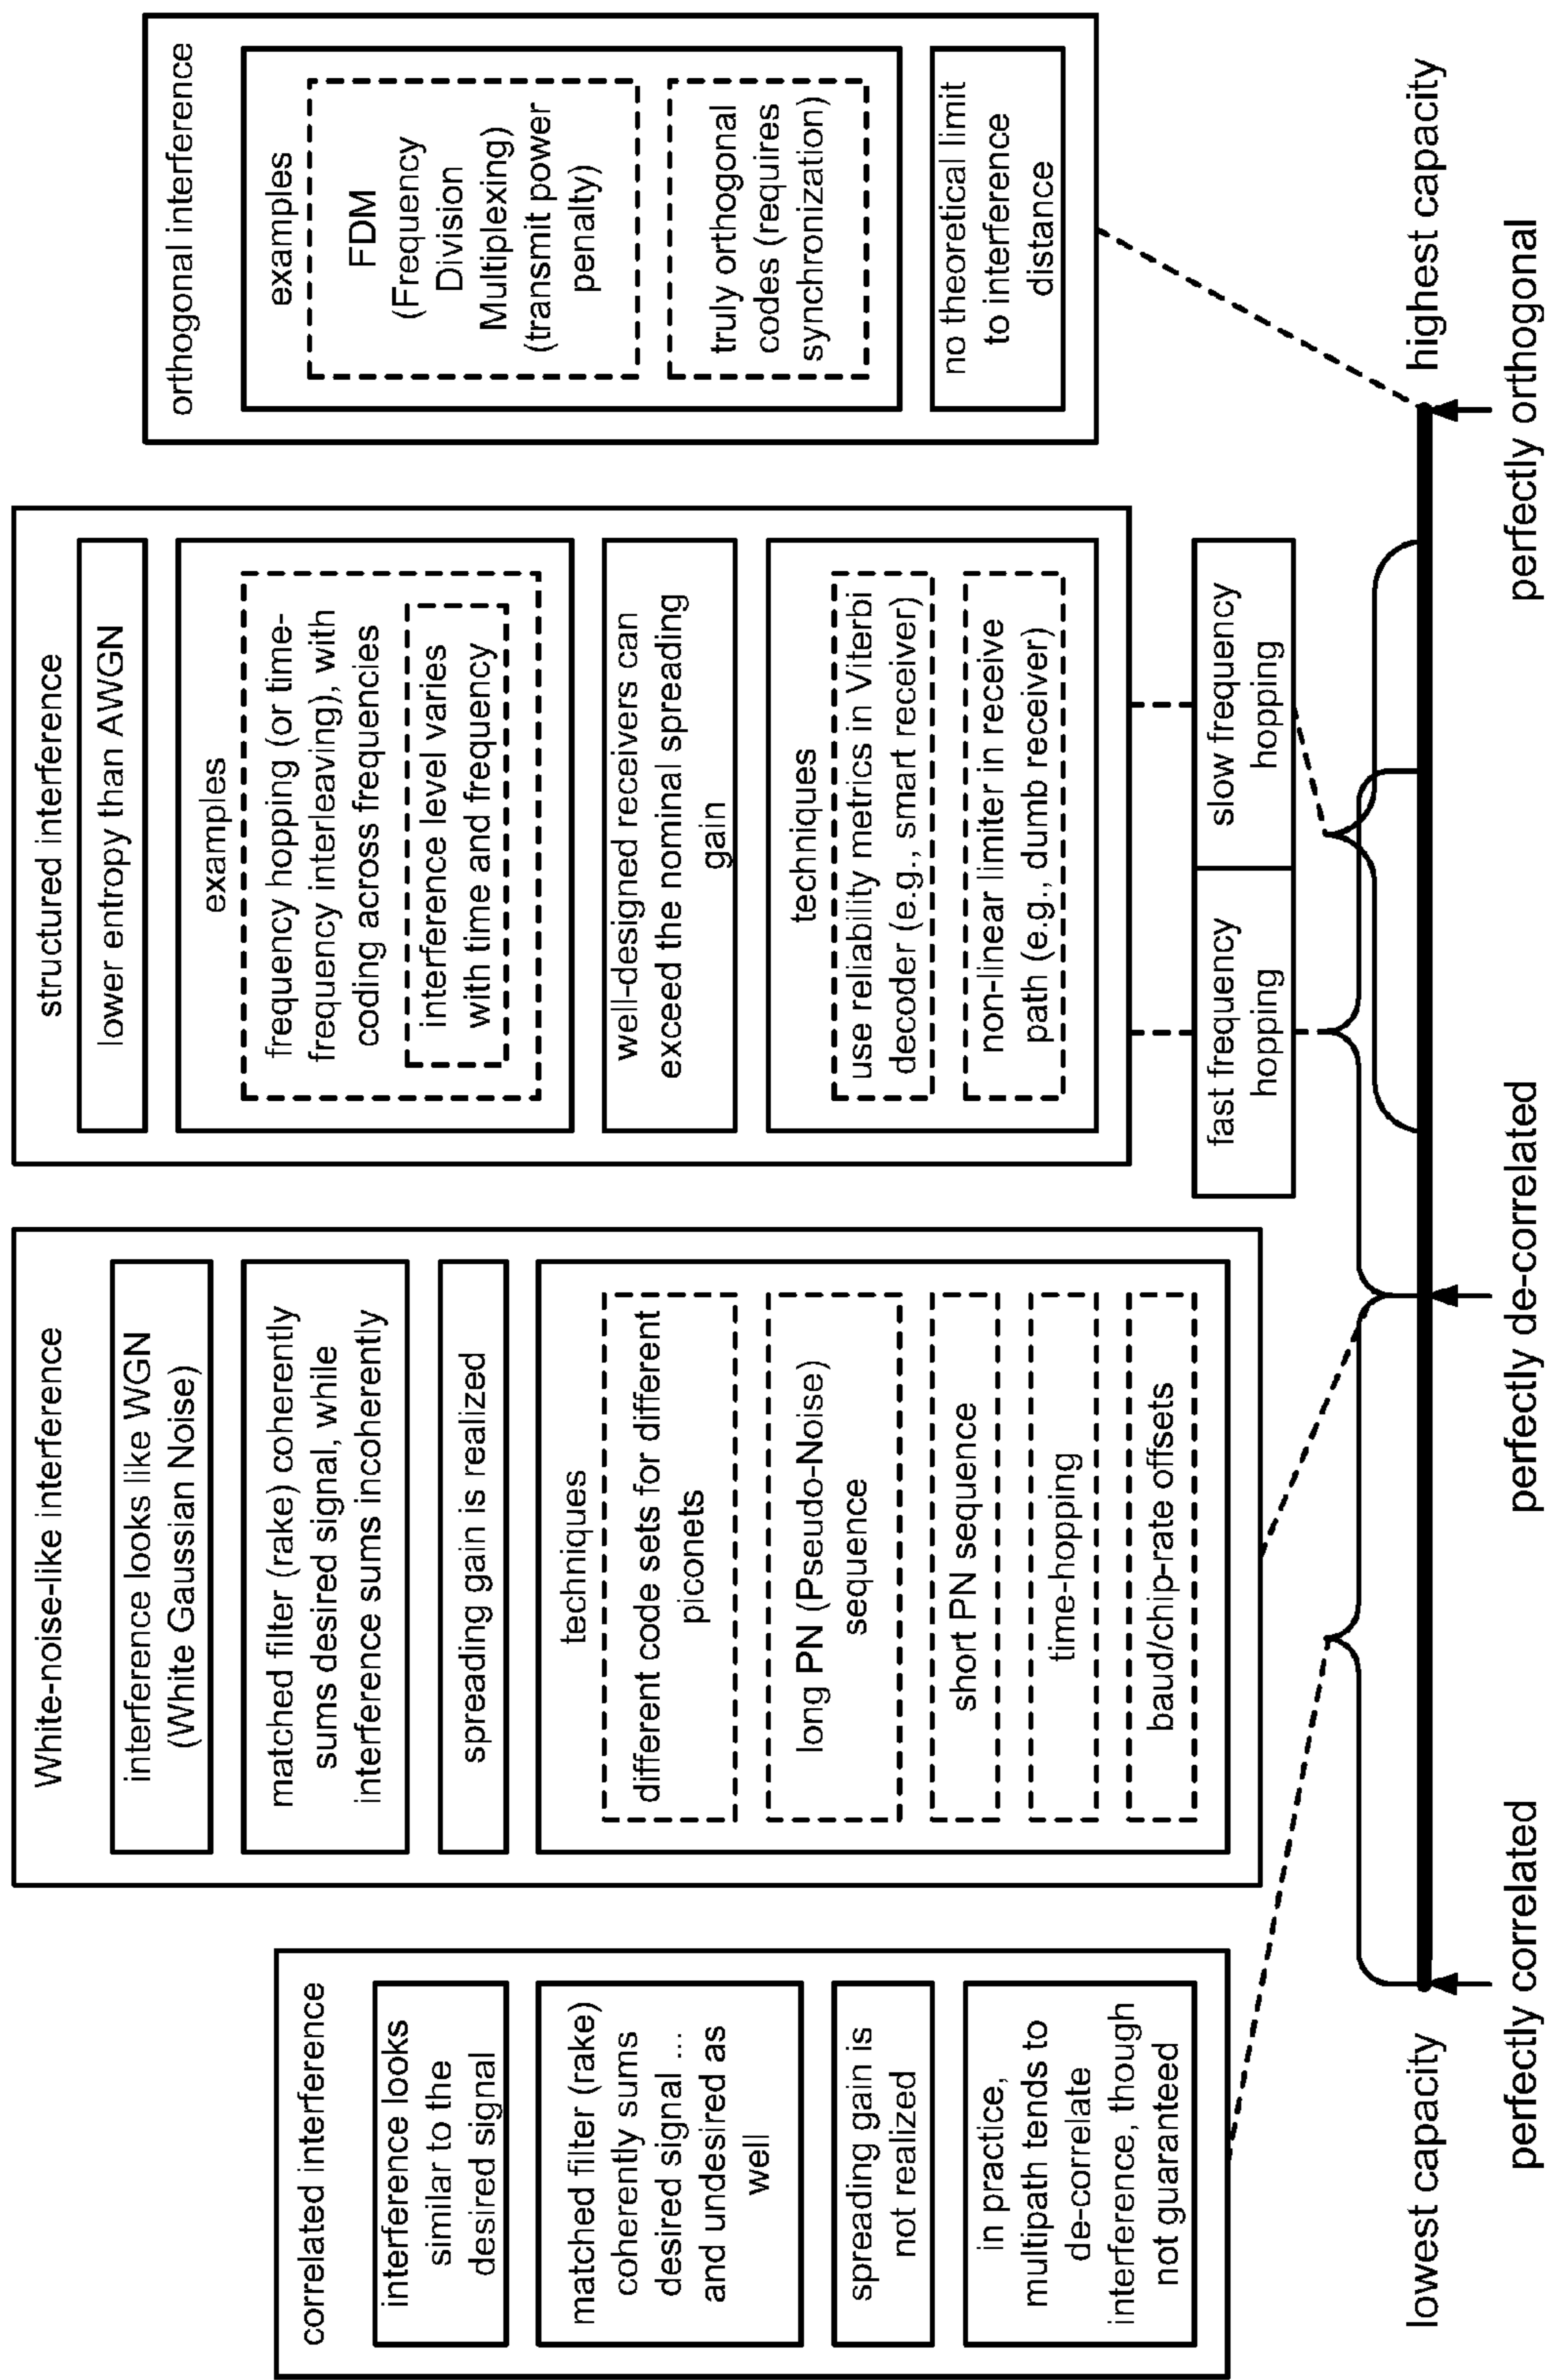 correlated interference
interference looks
similar to the
desired signal
matched filter (rake)
coherently sums
desired signal ...
and undesired as
well
spreading gain is
not realized
in practice,
multipath tends to
de-correlate
interference, though
not guaranteed
White-noise-like interference
interference looks like WGN
(White Gaussian Noise)
matched filter (rake) coherently
sums desired signal, while
interference sums incoherently
spreading gain is realized
techniques
different code sets for different
piconets
long PN (Pseudo-Noise)
sequence
short PN sequence
time-hopping
baud/chip-rate offsets
structured interference
lower entropy than AWGN
examples
frequency hopping (or time-
frequency interleaving), with
coding across frequencies
interference level varies
with time and frequency
well-designed receivers can
exceed the nominal spreading
gain
techniques
use reliability metrics in Viterbi
decoder (e.g., smart receiver)
non-linear limiter in receive
path (e.g., dumb receiver)
fast frequency
hopping
slow frequency
hopping
orthogonal interference
examples
FDM
(Frequency
Division
Multiplexing)
(transmit power
penalty)
truly orthogonal
codes (requires
synchronization)
no theoretical limit
to interference
distance
lowest capacity
highest capacity
perfectly correlated
perfectly de-correlated
perfectly orthogonal